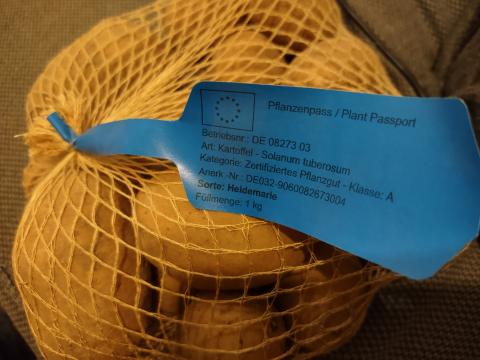 Pflanzenpass / Plant Passport
Betriebsnr.: DE 08273 03
Art: Kartoffel - Solanum tuberosum
Kategorie: Zertifiziertes Pflanzgut - Klasse: A
Anerk.-Nr.: DE032-9060082673004
Sorte: Heidemarie
Füllmenge: 1 kg